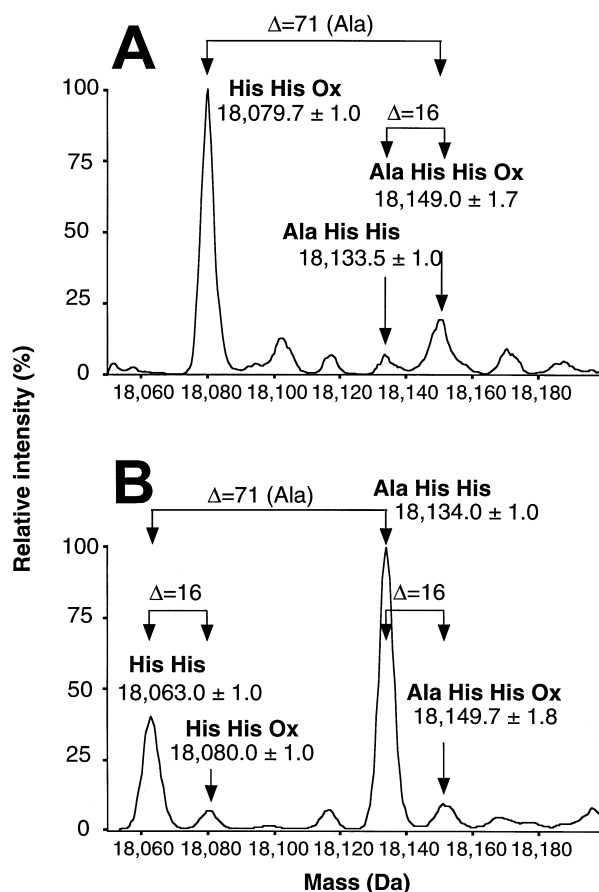 A
Δ=71 (Ala)
His His Ox
18,079.7 ± 1.0
Δ=16
Ala His His Ox
18,149.0 ± 1.7
Ala His His
18,133.5 ± 1.0
100
75
50
25
0
18,060 18,080 18,100 18,120 18,140 18,160 18,180
Relative intensity (%)
B
Δ=71 (Ala)
Ala His His
18,134.0 ± 1.0
Δ=16
Δ=16
His His
18,063.0 ± 1.0
His His Ox
18,080.0 ± 1.0
Ala His His Ox
18,149.7 ± 1.8
100
75
50
25
0
18,060 18,080 18,100 18,120 18,140 18,160 18,180
Mass (Da)